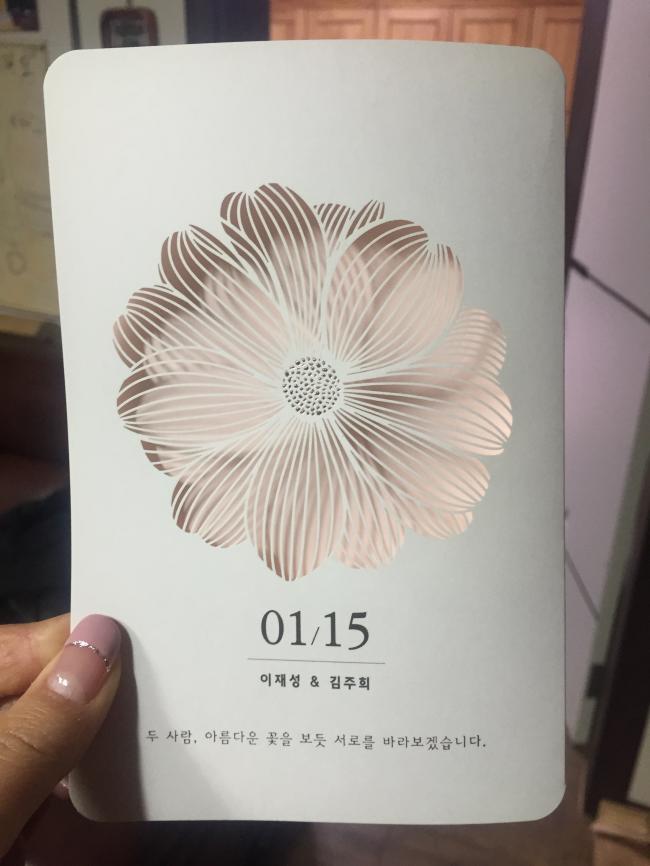 01/15
이재성 & 김주희
두 사람, 아름다운 꽃을 보듯 서로를 바라보겠습니다.